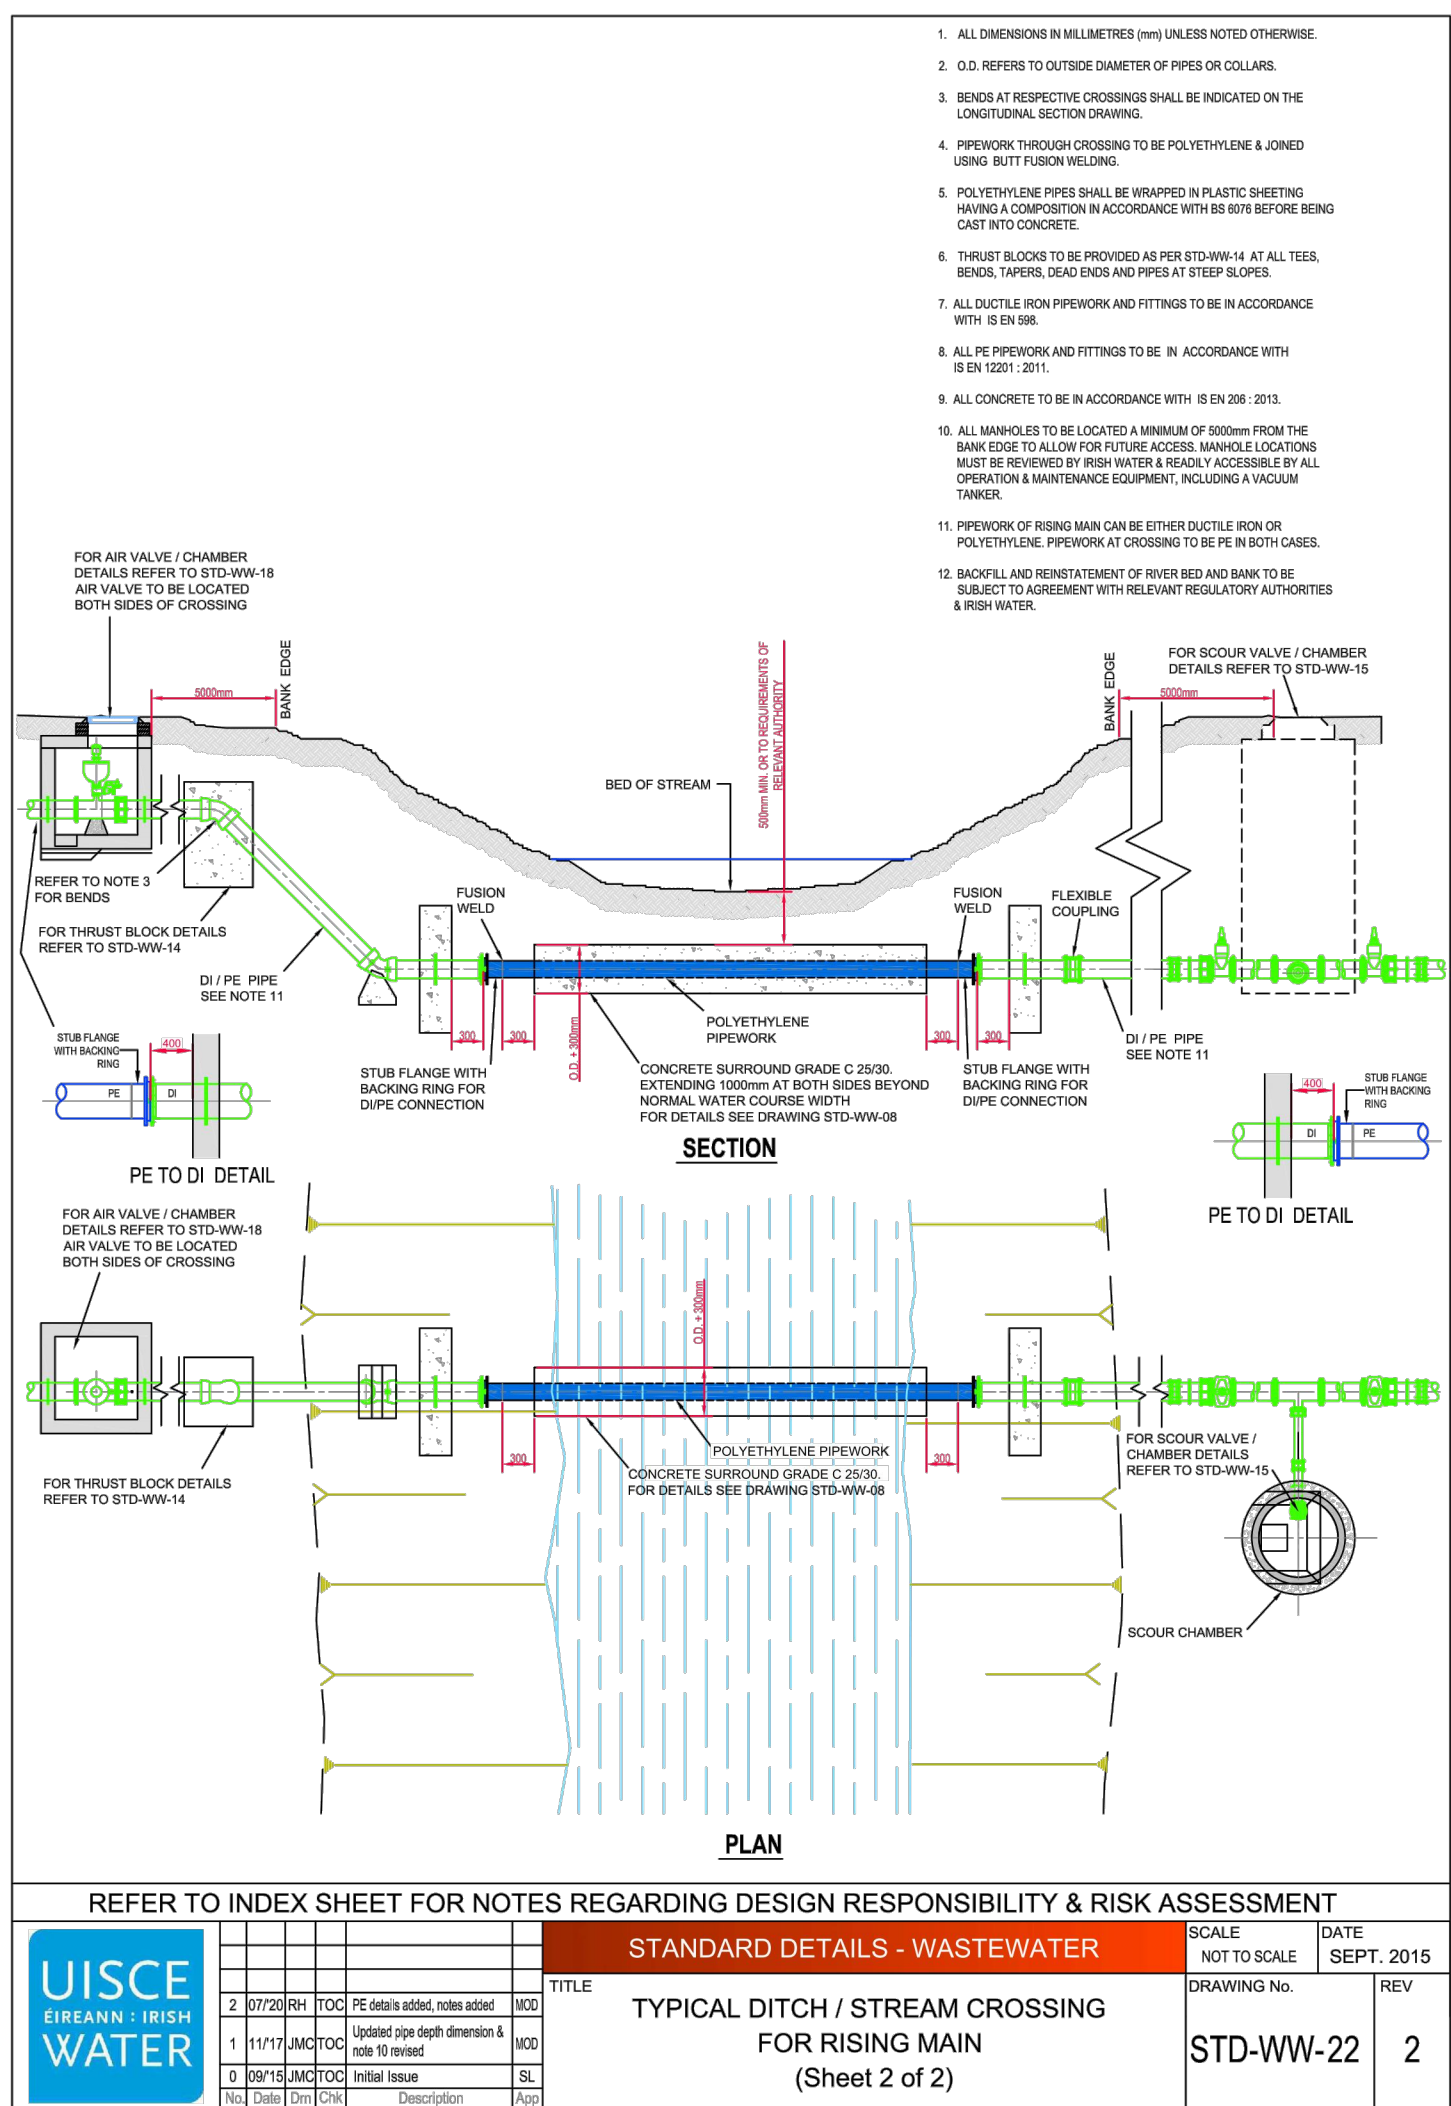 1. ALL DIMENSIONS IN MILLIMETRES (mm) UNLESS NOTED OTHERWISE.
2. O.D. REFERS TO OUTSIDE DIAMETER OF PIPES OR COLLARS.
3. BENDS AT RESPECTIVE CROSSINGS SHALL BE INDICATED ON THE
LONGITUDINAL SECTION DRAWING.
4. PIPEWORK THROUGH CROSSING TO BE POLYETHYLENE & JOINED
USING BUTT FUSION WELDING.
5. POLYETHYLENE PIPES SHALL BE WRAPPED IN PLASTIC SHEETING
HAVING A COMPOSITION IN ACCORDANCE WITH BS 6076 BEFORE BEING
CAST INTO CONCRETE.
6. THRUST BLOCKS TO BE PROVIDED AS PER STD-WW-14 AT ALL TEES,
BENDS, TAPERS, DEAD ENDS AND PIPES AT STEEP SLOPES.
7. ALL DUCTILE IRON PIPEWORK AND FITTINGS TO BE IN ACCORDANCE
WITH IS EN 598.
8. ALL PE PIPEWORK AND FITTINGS TO BE IN ACCORDANCE WITH
IS EN 12201 : 2011.
9. ALL CONCRETE TO BE IN ACCORDANCE WITH IS EN 206 : 2013.
10. ALL MANHOLES TO BE LOCATED A MINIMUM OF 5000mm FROM THE
BANK EDGE TO ALLOW FOR FUTURE ACCESS. MANHOLE LOCATIONS
MUST BE REVIEWED BY IRISH WATER & READILY ACCESSIBLE BY ALL
OPERATION & MAINTENANCE EQUIPMENT, INCLUDING A VACUUM
TANKER.
11. PIPEWORK OF RISING MAIN CAN BE EITHER DUCTILE IRON OR
POLYETHYLENE. PIPEWORK AT CROSSING TO BE PE IN BOTH CASES.
12. BACKFILL AND REINSTATEMENT OF RIVER BED AND BANK TO BE
SUBJECT TO AGREEMENT WITH RELEVANT REGULATORY AUTHORITIES
& IRISH WATER.
FOR AIR VALVE / CHAMBER
DETAILS REFER TO STD-WW-18
AIR VALVE TO BE LOCATED
BOTH SIDES OF CROSSING
5000mm
BANK EDGE
500mm MIN. OR TO REQUIREMENTS OF
RELEVANT AUTHORITY
BANK EDGE
5000mm
FOR SCOUR VALVE / CHAMBER
DETAILS REFER TO STD-WW-15
BED OF STREAM
REFER TO NOTE 3
FOR BENDS
FOR THRUST BLOCK DETAILS
REFER TO STD-WW-14
DI / PE PIPE
SEE NOTE 11
FUSION
WELD
FUSION
WELD
FLEXIBLE
COUPLING
300
300
O.D. + 300mm
300
300
POLYETHYLENE
PIPEWORK
DI / PE PIPE
SEE NOTE 11
STUB FLANGE WITH
BACKING RING FOR
DI/PE CONNECTION
CONCRETE SURROUND GRADE C 25/30.
EXTENDING 1000mm AT BOTH SIDES BEYOND
NORMAL WATER COURSE WIDTH
FOR DETAILS SEE DRAWING STD-WW-08
STUB FLANGE WITH
BACKING RING FOR
DI/PE CONNECTION
STUB FLANGE
WITH BACKING
RING
400
PE
DI
PE TO DI DETAIL
SECTION
400
STUB FLANGE
WITH BACKING
RING
DI
PE
PE TO DI DETAIL
FOR AIR VALVE / CHAMBER
DETAILS REFER TO STD-WW-18
AIR VALVE TO BE LOCATED
BOTH SIDES OF CROSSING
O.D. + 300mm
FOR THRUST BLOCK DETAILS
REFER TO STD-WW-14
300
POLYETHYLENE PIPEWORK
CONCRETE SURROUND GRADE C 25/30.
FOR DETAILS SEE DRAWING STD-WW-08
300
FOR SCOUR VALVE /
CHAMBER DETAILS
REFER TO STD-WW-15
SCOUR CHAMBER
PLAN
REFER TO INDEX SHEET FOR NOTES REGARDING DESIGN RESPONSIBILITY & RISK ASSESSMENT
UISCE
ÉIREANN : IRISH
WATER
2 07/'20 RH TOC PE details added, notes added MOD
1 11/'17 JMC TOC Updated pipe depth dimension &
note 10 revised MOD
0 09/'15 JMC TOC Initial Issue SL
No. Date Drn Chk Description App
STANDARD DETAILS - WASTEWATER
TITLE
TYPICAL DITCH / STREAM CROSSING
FOR RISING MAIN
(Sheet 2 of 2)
SCALE
NOT TO SCALE
DATE
SEPT. 2015
DRAWING No.
STD-WW-22
REV
2